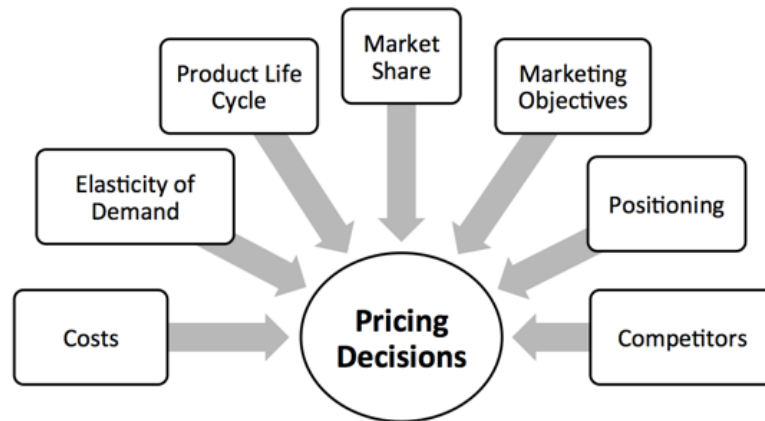 Market
Share
Product Life
Cycle
Marketing
Objectives
Elasticity of
Demand
Positioning
Costs
Pricing
Decisions
Competitors